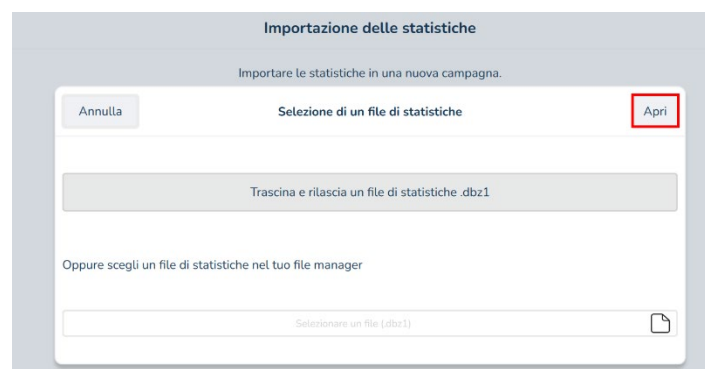 Importazione delle statistiche
Importare le statistiche in una nuova campagna.
Annulla
Selezione di un file di statistiche
Apri
Trascina e rilascia un file di statistiche .dbz1
Oppure scegli un file di statistiche nel tuo file manager
Selezionare un file (.dbz1)